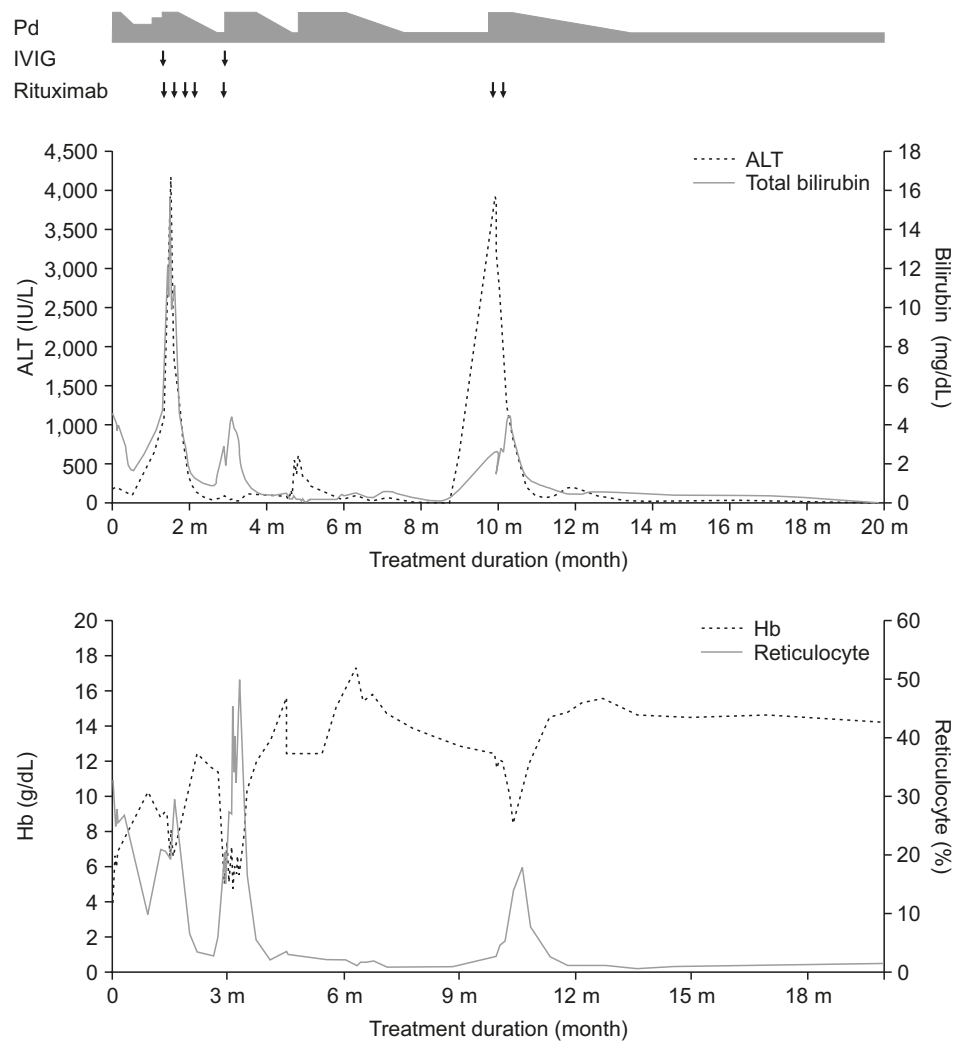 Pd
IVIG
Rituximab
4,500
4,000
3,500
3,000
2,500
2,000
1,500
1,000
500
0
ALT (IU/L)
18
16
14
12
10
8
6
4
2
0
Bilirubin (mg/dL)
ALT
Total bilirubin
0 2 m 4 m 6 m 8 m 10 m 12 m 14 m 16 m 18 m 20 m
Treatment duration (month)
20
18
16
14
12
10
8
6
4
2
0
Hb (g/dL)
60
50
40
30
20
10
0
Reticulocyte (%)
Hb
Reticulocyte
0 3 m 6 m 9 m 12 m 15 m 18 m
Treatment duration (month)